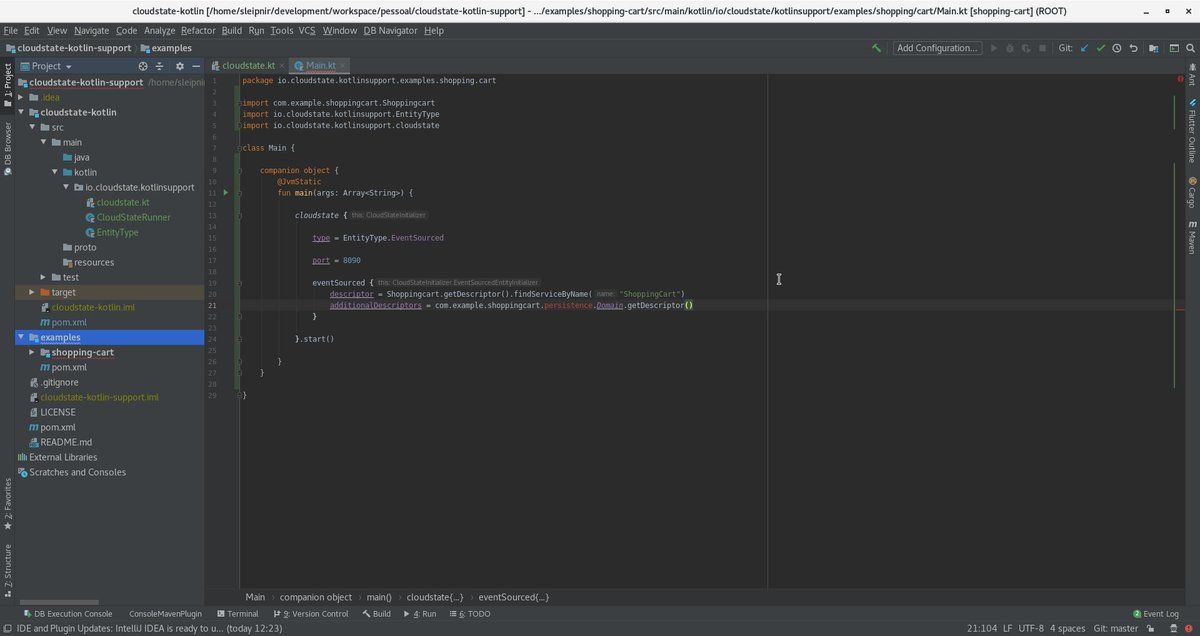 cloudstate-kotlin [/home/sleipnir/development/workspace/pessoal/cloudstate-kotlin-support] - .../examples/shopping-cart/src/main/kotlin/io/cloudstate/kotlinsupport/examples/shopping/cart/Main.kt [shopping-cart] (ROOT)
File Edit View Navigate Code Analyze Refactor Build Run Tools VCS Window DB Navigator Help
cloudstate-kotlin-support examples
Add Configuration... Git:
Project
cloudstate.kt Main.kt
cloudstate-kotlin-support /home/sleipni
.idea
cloudstate-kotlin
src
main
java
kotlin
io.cloudstate.kotlinsupport
cloudstate.kt
CloudStateRunner
EntityType
proto
resources
test
target
cloudstate-kotlin.iml
pom.xml
examples
shopping-cart
pom.xml
.gitignore
cloudstate-kotlin-support.iml
LICENSE
pom.xml
README.md
External Libraries
Scratches and Consoles
1: Project
DB Browser
2: Favorites
7: Structure
1 package io.cloudstate.kotlinsupport.examples.shopping.cart
2
3 import com.example.shoppingcart.Shoppingcart
4 import io.cloudstate.kotlinsupport.EntityType
5 import io.cloudstate.kotlinsupport.cloudstate
6
7 class Main {
8
9 companion object {
10 @JvmStatic
11 fun main(args: Array<String>) {
12
13 cloudstate { this: CloudStateInitializer
14
15 type = EntityType.EventSourced
16
17 port = 8090
18
19 eventSourced { this: CloudStateInitializer.EventSourcedEntityInitializer
20 descriptor = Shoppingcart.getDescriptor().findServiceByName( name: "ShoppingCart")
21 additionalDescriptors = com.example.shoppingcart.persistence.Domain.getDescriptor()
22 }
23
24 }.start()
25
26 }
27 }
28
29 }
Ant
Flutter Outline
Cargo
Maven
Main companion object main() cloudstate{...} eventSourced{...}
DB Execution Console ConsoleMavenPlugin Terminal 9: Version Control Build 4: Run 6: TODO 2 Event Log
IDE and Plugin Updates: IntelliJ IDEA is ready to u... (today 12:23) 21:104 LF UTF-8 4 spaces Git: master